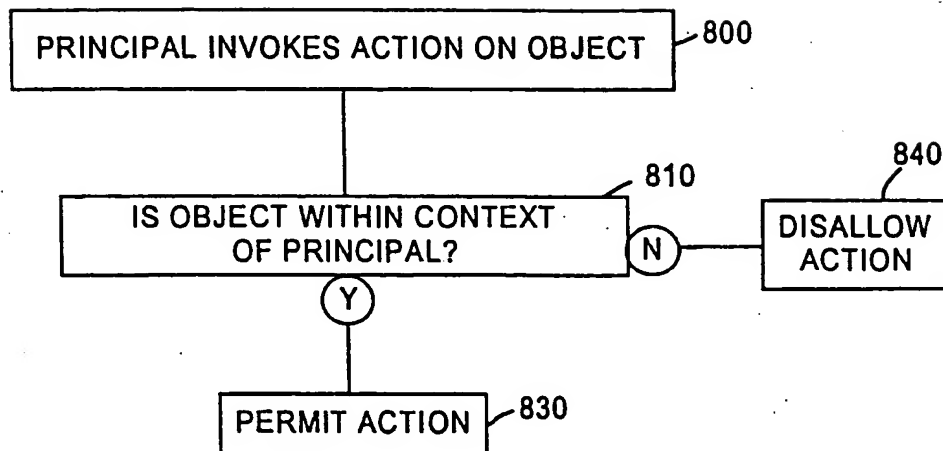 PRINCIPAL INVOKES ACTION ON OBJECT
800
810
IS OBJECT WITHIN CONTEXT
OF PRINCIPAL?
N
840
DISALLOW
ACTION
Y
PERMIT ACTION
830